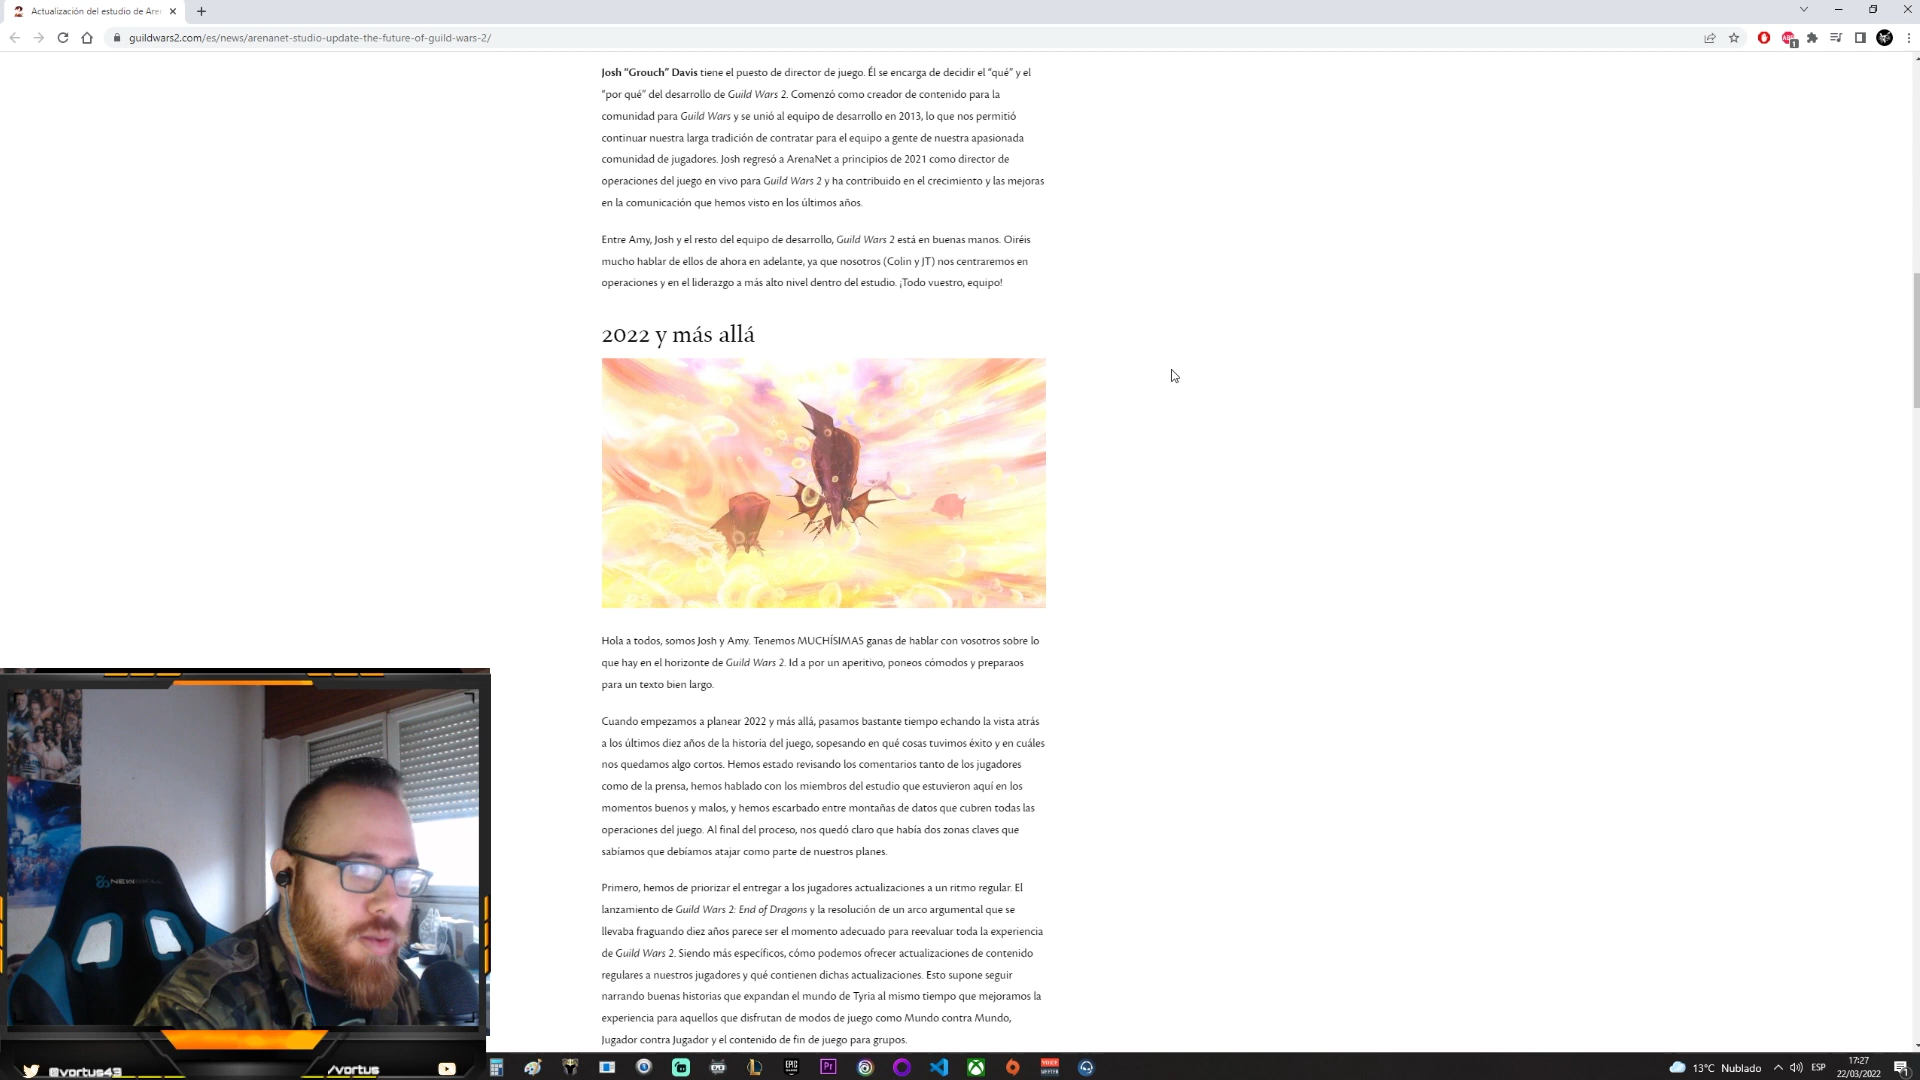 Actualización del estudio de Aren
guildwars2.com/es/news/arenanet-studio-update-the-future-of-guild-wars-2/
Josh “Grouch” Davis tiene el puesto de director de juego. Él se encarga de decidir el “qué” y el
“por qué” del desarrollo de Guild Wars 2. Comenzó como creador de contenido para la
comunidad para Guild Wars y se unió al equipo de desarrollo en 2013, lo que nos permitió
continuar nuestra larga tradición de contratar para el equipo a gente de nuestra apasionada
comunidad de jugadores. Josh regresó a ArenaNet a principios de 2021 como director de
operaciones del juego en vivo para Guild Wars 2 y ha contribuido en el crecimiento y las mejoras
en la comunicación que hemos visto en los últimos años.
Entre Amy, Josh y el resto del equipo de desarrollo, Guild Wars 2 está en buenas manos. Oiréis
mucho hablar de ellos de ahora en adelante, ya que nosotros (Colin y JT) nos centraremos en
operaciones y en el liderazgo a más alto nivel dentro del estudio. ¡Todo vuestro, equipo!
2022 y más allá
Hola a todos, somos Josh y Amy. Tenemos MUCHÍSIMAS ganas de hablar con vosotros sobre lo
que hay en el horizonte de Guild Wars 2. Id a por un aperitivo, poneos cómodos y preparaos
para un texto bien largo.
Cuando empezamos a planear 2022 y más allá, pasamos bastante tiempo echando la vista atrás
a los últimos diez años de la historia del juego, sopesando en qué cosas tuvimos éxito y en cuáles
nos quedamos algo cortos. Hemos estado revisando los comentarios tanto de los jugadores
como de la prensa, hemos hablado con los miembros del estudio que estuvieron aquí en los
momentos buenos y malos, y hemos escarbado entre montañas de datos que cubren todas las
operaciones del juego. Al final del proceso, nos quedó claro que había dos zonas claves que
sabíamos que debíamos atajar como parte de nuestros planes.
Primero, hemos de priorizar el entregar a los jugadores actualizaciones a un ritmo regular. El
lanzamiento de Guild Wars 2: End of Dragons y la resolución de un arco argumental que se
llevaba fraguando diez años parece ser el momento adecuado para reevaluar toda la experiencia
de Guild Wars 2. Siendo más específicos, cómo podemos ofrecer actualizaciones de contenido
regulares a nuestros jugadores y qué contienen dichas actualizaciones. Esto supone seguir
narrando buenas historias que expandan el mundo de Tyria al mismo tiempo que mejoramos la
experiencia para aquellos que disfrutan de modos de juego como Mundo contra Mundo,
Jugador contra Jugador y el contenido de fin de juego para grupos.
@vortus43
/vortus
EPIC
Pr
13°C Nublado
ESP
17:27
22/03/2022